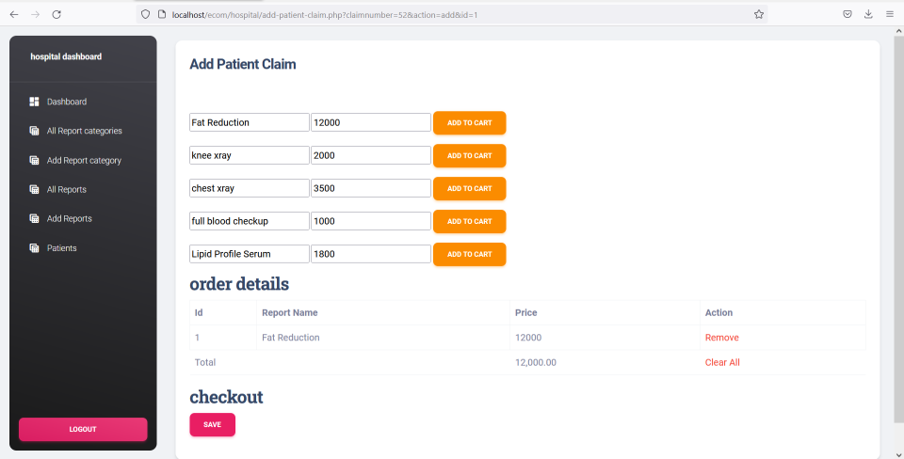 localhost/ecom/hospital/add-patient-claim.php?claimnumber=52&action=add&id=1
hospital dashboard
Dashboard
All Report categories
Add Report category
All Reports
Add Reports
Patients
LOGOUT
Add Patient Claim
Fat Reduction 12000 ADD TO CART
knee xray 2000 ADD TO CART
chest xray 3500 ADD TO CART
full blood checkup 1000 ADD TO CART
Lipid Profile Serum 1800 ADD TO CART
order details
Id Report Name Price Action
1 Fat Reduction 12000 Remove
Total 12,000.00 Clear All
checkout
SAVE